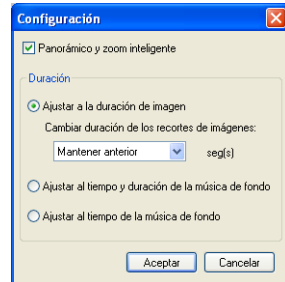 Configuración
Panorámico y zoom inteligente
Duración
Ajustar a la duración de imagen
Cambiar duración de los recortes de imágenes:
Mantener anterior seg(s)
Ajustar al tiempo y duración de la música de fondo
Ajustar al tiempo de la música de fondo
Aceptar Cancelar